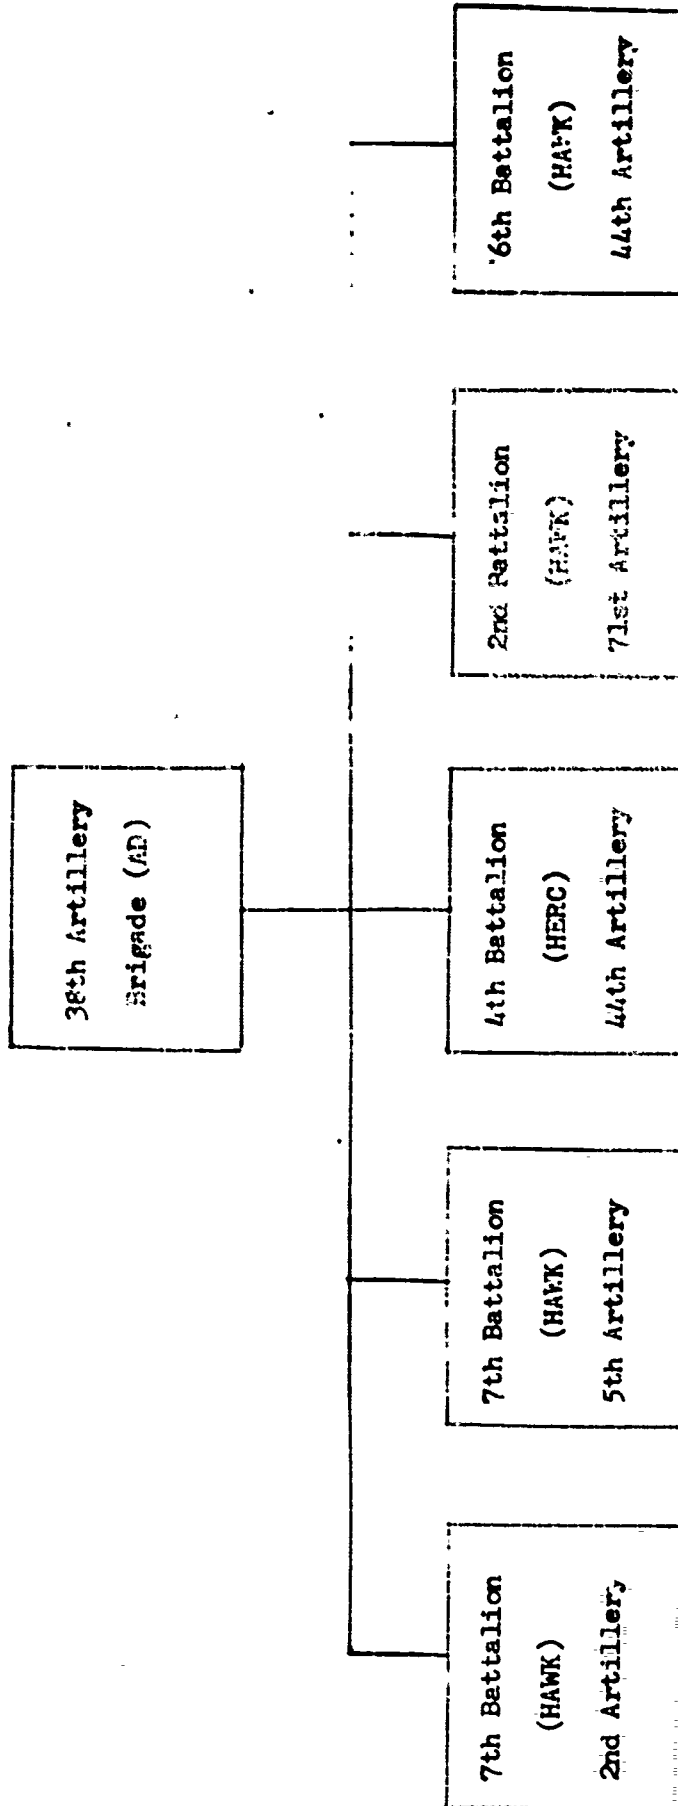 38th Artillery
Brigade (AD)
7th Battalion
(HAWK)
2nd Artillery
7th Battalion
(HAWK)
5th Artillery
4th Battalion
(HERC)
44th Artillery
2nd Battalion
(HAWK)
71st Artillery
6th Battalion
(HAWK)
44th Artillery